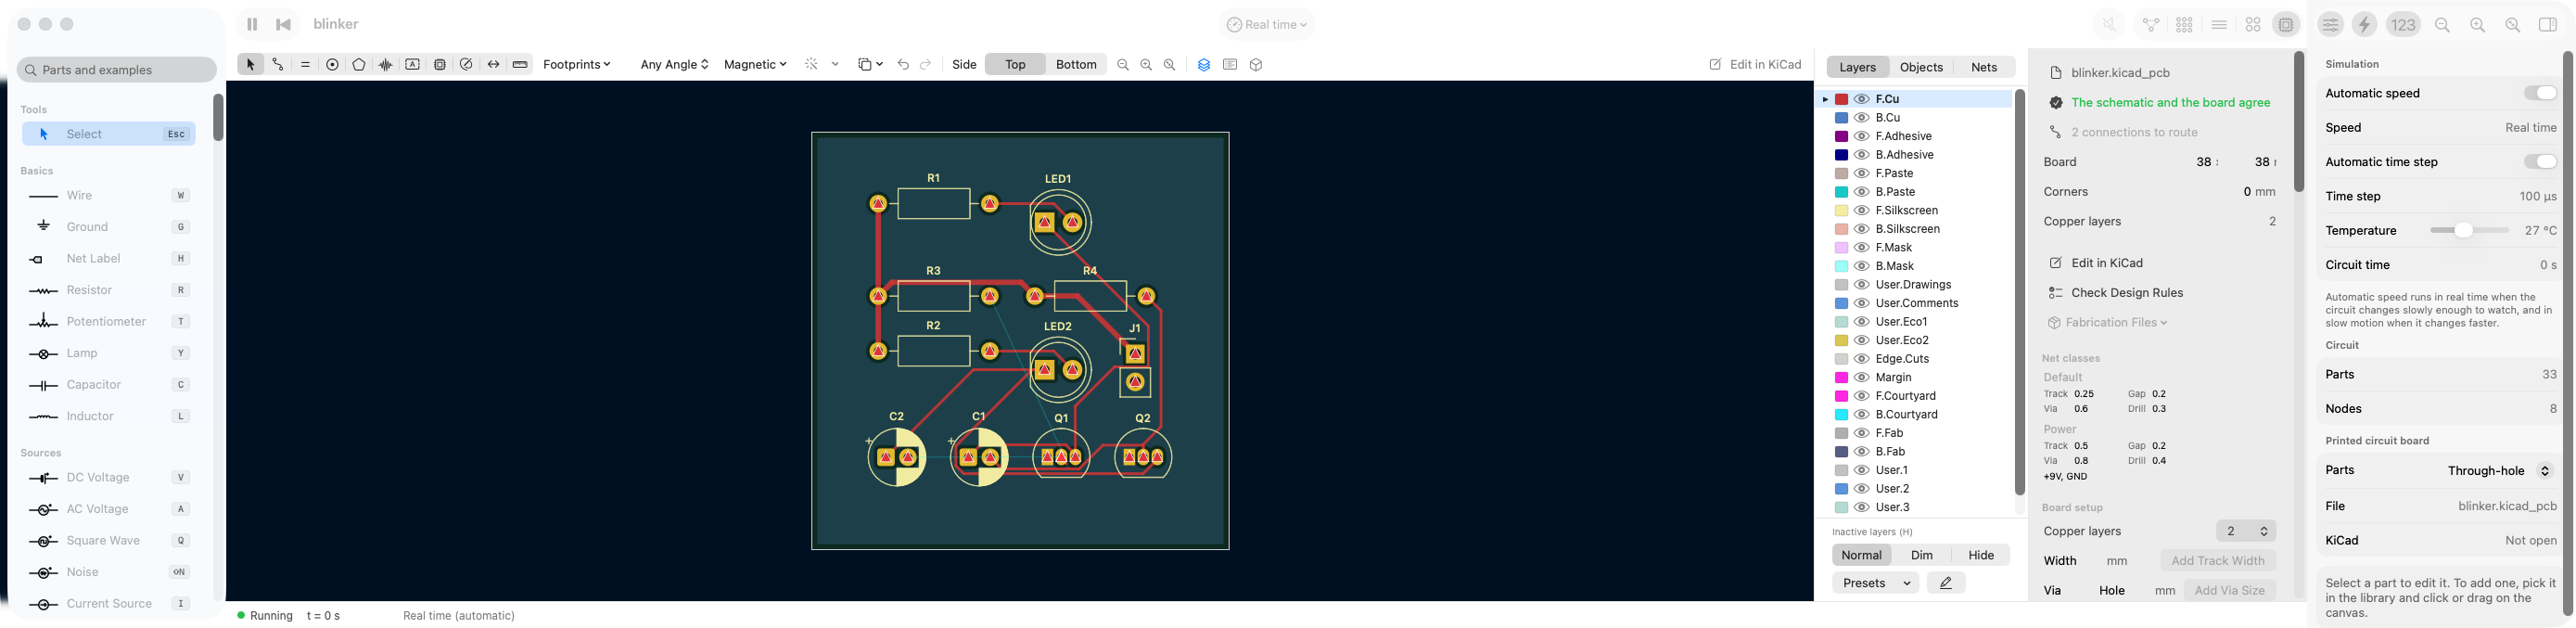 blinker
Real time
123
Parts and examples
Tools
Select Esc
Basics
Wire W
Ground G
Net Label H
Resistor R
Potentiometer T
Lamp Y
Capacitor C
Inductor L
Sources
DC Voltage V
AC Voltage A
Square Wave Q
Noise ⇧N
Current Source I
Footprints
Any Angle
Magnetic
Side
Top
Bottom
Edit in KiCad
R1
LED1
R3
R4
R2
LED2
J1
C2
C1
Q1
Q2
+
+
Running t = 0 s Real time (automatic)
Layers Objects Nets
F.Cu
B.Cu
F.Adhesive
B.Adhesive
F.Paste
B.Paste
F.Silkscreen
B.Silkscreen
F.Mask
B.Mask
User.Drawings
User.Comments
User.Eco1
User.Eco2
Edge.Cuts
Margin
F.Courtyard
B.Courtyard
F.Fab
B.Fab
User.1
User.2
User.3
Inactive layers (H)
Normal Dim Hide
Presets
blinker.kicad_pcb
The schematic and the board agree
2 connections to route
Board 38 38
Corners 0 mm
Copper layers 2
Edit in KiCad
Check Design Rules
Fabrication Files
Net classes
Default
Track 0.25 Gap 0.2
Via 0.6 Drill 0.3
Power
Track 0.5 Gap 0.2
Via 0.8 Drill 0.4
+9V, GND
Board setup
Copper layers 2
Width mm Add Track Width
Via Hole mm Add Via Size
Simulation
Automatic speed
Speed Real time
Automatic time step
Time step 100 µs
Temperature 27 °C
Circuit time 0 s
Automatic speed runs in real time when the
circuit changes slowly enough to watch, and in
slow motion when it changes faster.
Circuit
Parts 33
Nodes 8
Printed circuit board
Parts Through-hole
File blinker.kicad_pcb
KiCad Not open
Select a part to edit it. To add one, pick it
in the library and click or drag on the
canvas.